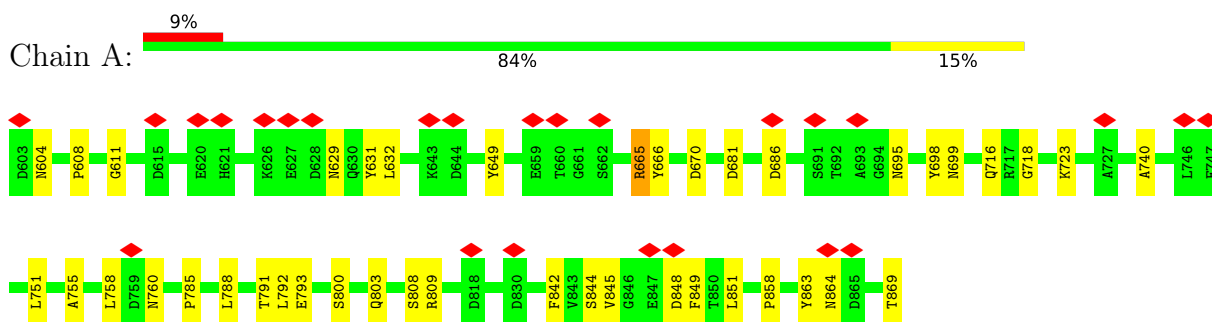 9%
Chain A:
84% 15%
D603 N604 P608 G611 D615 E620 H621 K626 E627 D628 N629 Q630 Y631 L632 K643 D644 Y649 E659 T660 G661 S662 R665 Y666 D670 D681 D686 S691 T692 A693 G694 N695 Y698 N699 Q716 R717 G718 K723 A727 A740 L746 E747
L751 A755 L758 D759 N760 P785 L788 T791 L792 E793 S800 Q803 S808 R809 D818 D830 F842 V843 S844 V845 G846 E847 D848 F849 T850 L851 P858 Y863 N864 D865 T869